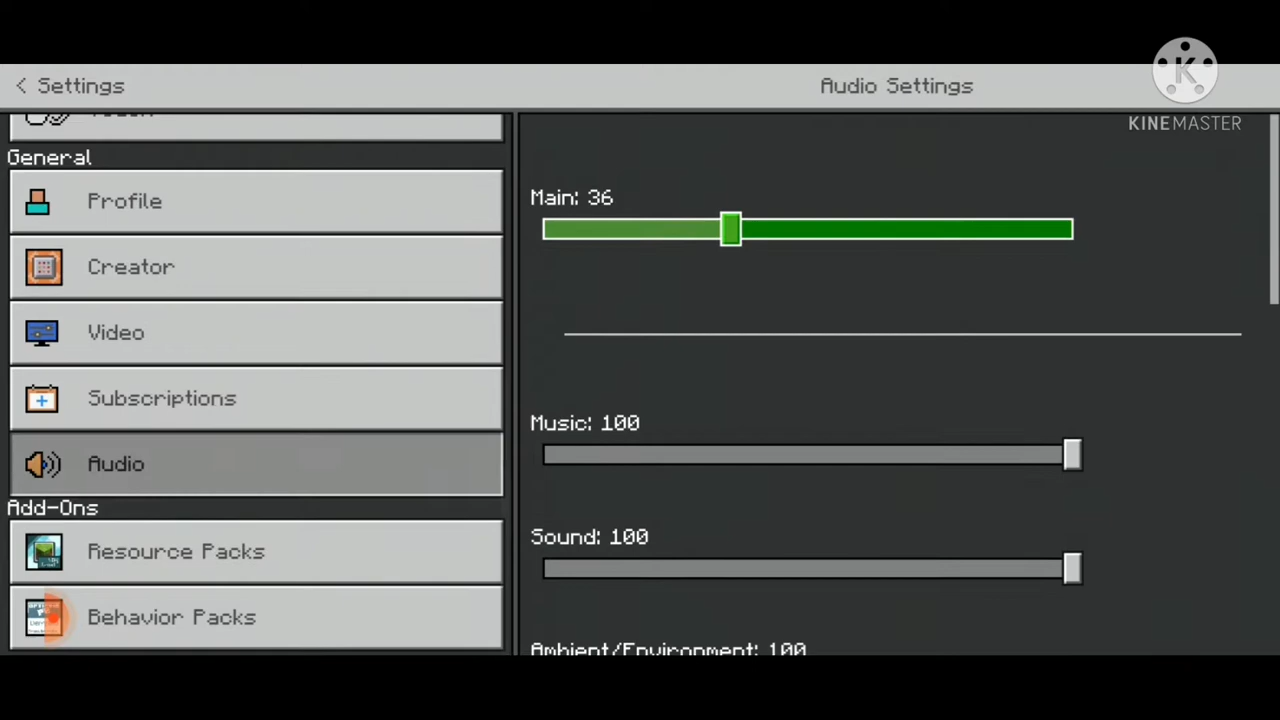 Settings
Audio Settings
KINEMASTER
General
Profile
Creator
Video
Subscriptions
Audio
Add-Ons
Resource Packs
Behavior Packs
Main: 36
Music: 100
Sound: 100
Ambient/Environment: 100